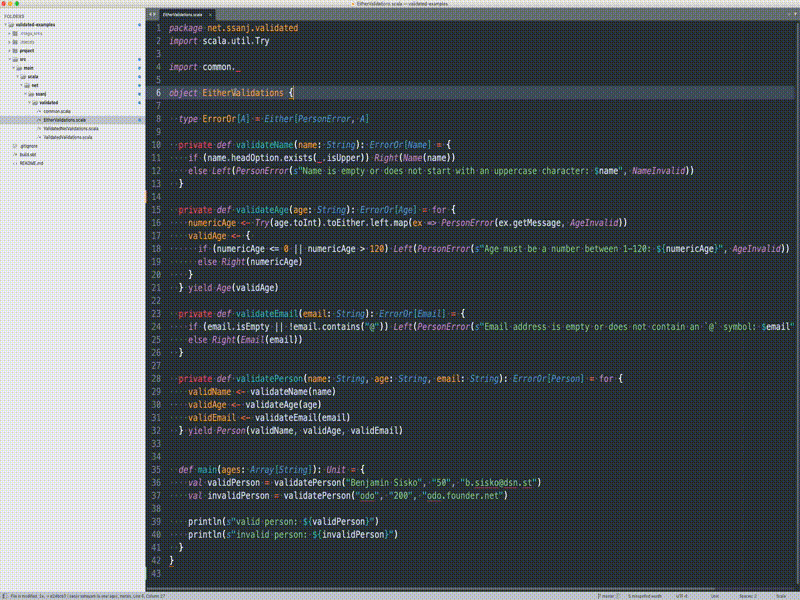 EitherValidations.scala — validated-examples
FOLDERS
validated-examples
project
src
main
scala
net
ssanj
validated
common.scala
EitherValidations.scala
ValidatedNelValidations.scala
ValidatedValidations.scala
.gitignore
build.sbt
README.md
EitherValidations.scala
1 package net.ssanj.validated
2 import scala.util.Try
3
4 import common._
5
6 object EitherValidations {
7
8 type ErrorOr[A] = Either[PersonError, A]
9
10 private def validateName(name: String): ErrorOr[Name] = {
11 if (name.headOption.exists(_.isUpper)) Right(Name(name))
12 else Left(PersonError(s"Name is empty or does not start with an uppercase character: $name", NameInvalid))
13 }
14
15 private def validateAge(age: String): ErrorOr[Age] = for {
16 numericAge <- Try(age.toInt).toEither.left.map(ex => PersonError(ex.getMessage, AgeInvalid))
17 validAge <- {
18 if (numericAge <= 0 || numericAge > 120) Left(PersonError(s"Age must be a number between 1-120: ${numericAge}", AgeInvalid))
19 else Right(numericAge)
20 }
21 } yield Age(validAge)
22
23 private def validateEmail(email: String): ErrorOr[Email] = {
24 if (email.isEmpty || !email.contains("@")) Left(PersonError(s"Email address is empty or does not contain an `@` symbol: $email"
25 else Right(Email(email))
26 }
27
28 private def validatePerson(name: String, age: String, email: String): ErrorOr[Person] = for {
29 validName <- validateName(name)
30 validAge <- validateAge(age)
31 validEmail <- validateEmail(email)
32 } yield Person(validName, validAge, validEmail)
33
34
35 def main(ages: Array[String]): Unit = {
36 val validPerson = validatePerson("Benjamin Sisko", "50", "b.sisko@dsn.st")
37 val invalidPerson = validatePerson("odo", "200", "odo.founder.net")
38
39 println(s"valid person: ${validPerson}")
40 println(s"invalid person: ${invalidPerson}")
41 }
42 }
43
master
UTF-8
Unix
Spaces: 2
Scala